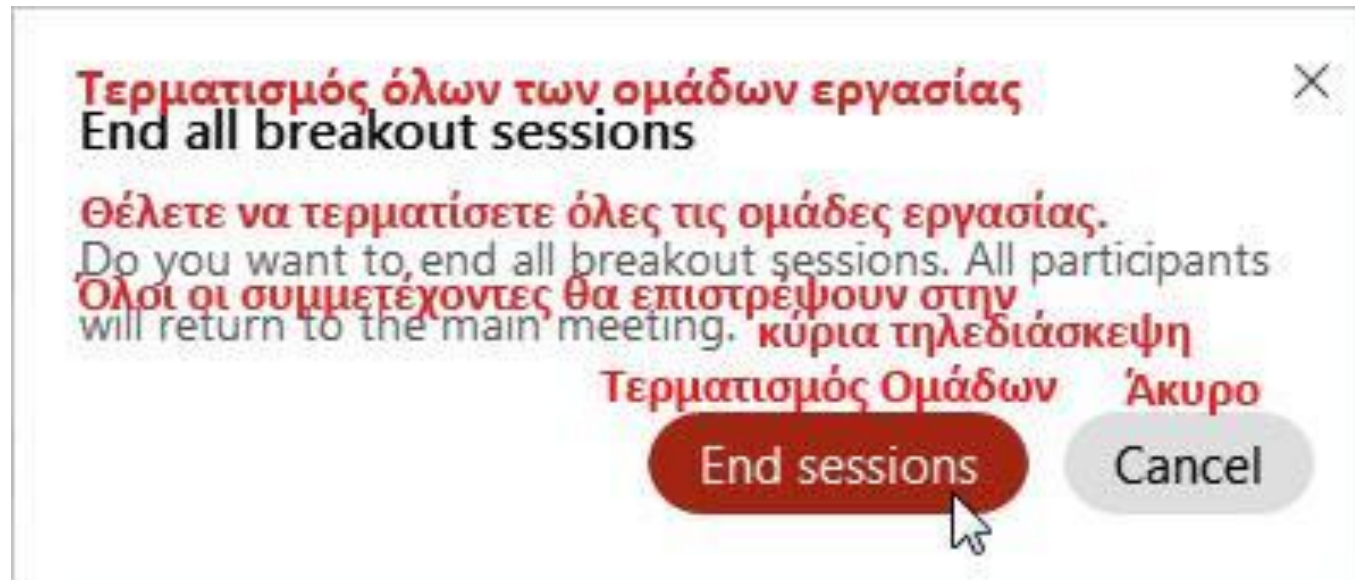 Τερματισμός όλων των ομάδων εργασίας
End all breakout sessions
Θέλετε να τερματίσετε όλες τις ομάδες εργασίας.
Do you want to end all breakout sessions. All participants
Όλοι οι συμμετέχοντες θα επιστρέψουν στην
will return to the main meeting.
κύρια τηλεδιάσκεψη
Τερματισμός Ομάδων Άκυρο
End sessions Cancel